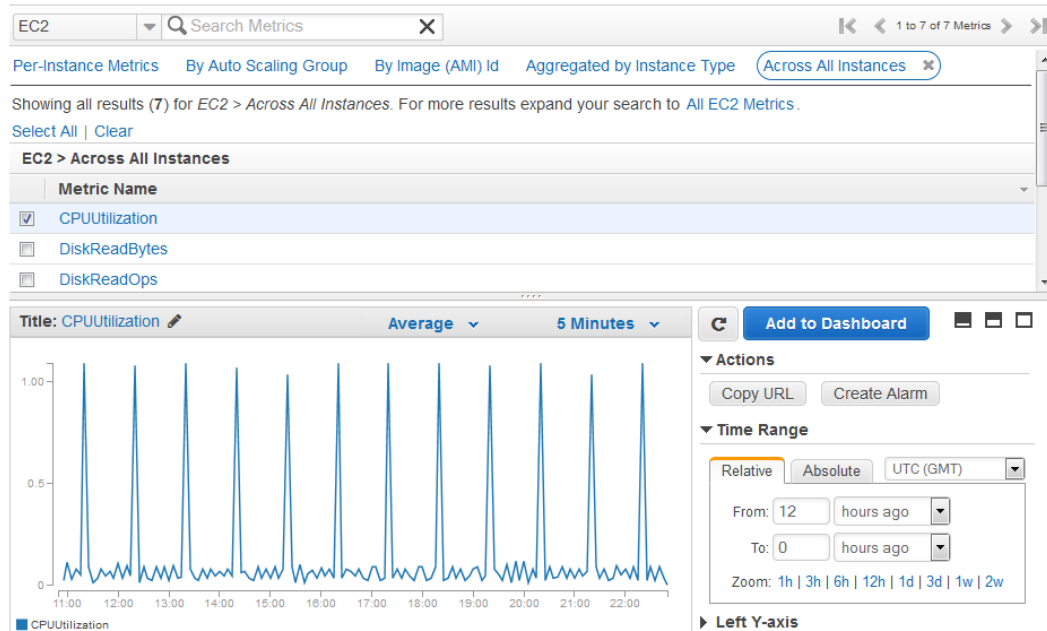 EC2 Search Metrics 1 to 7 of 7 Metrics
Per-Instance Metrics By Auto Scaling Group By Image (AMI) Id Aggregated by Instance Type Across All Instances
Showing all results (7) for EC2 > Across All Instances. For more results expand your search to All EC2 Metrics.
Select All | Clear
EC2 > Across All Instances
Metric Name
CPUUtilization
DiskReadBytes
DiskReadOps
Title: CPUUtilization Average 5 Minutes
1.00
0.5
0
11:00 12:00 13:00 14:00 15:00 16:00 17:00 18:00 19:00 20:00 21:00 22:00
CPUUtilization
Add to Dashboard
Actions
Copy URL Create Alarm
Time Range
Relative Absolute UTC (GMT)
From: 12 hours ago
To: 0 hours ago
Zoom: 1h | 3h | 6h | 12h | 1d | 3d | 1w | 2w
Left Y-axis